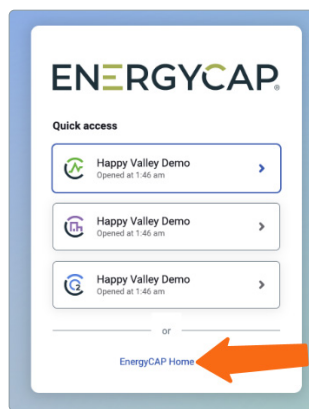 ENERGYCAP®
Quick access
Happy Valley Demo
Opened at 1:46 am
Happy Valley Demo
Opened at 1:46 am
Happy Valley Demo
Opened at 1:46 am
or
EnergyCAP Home